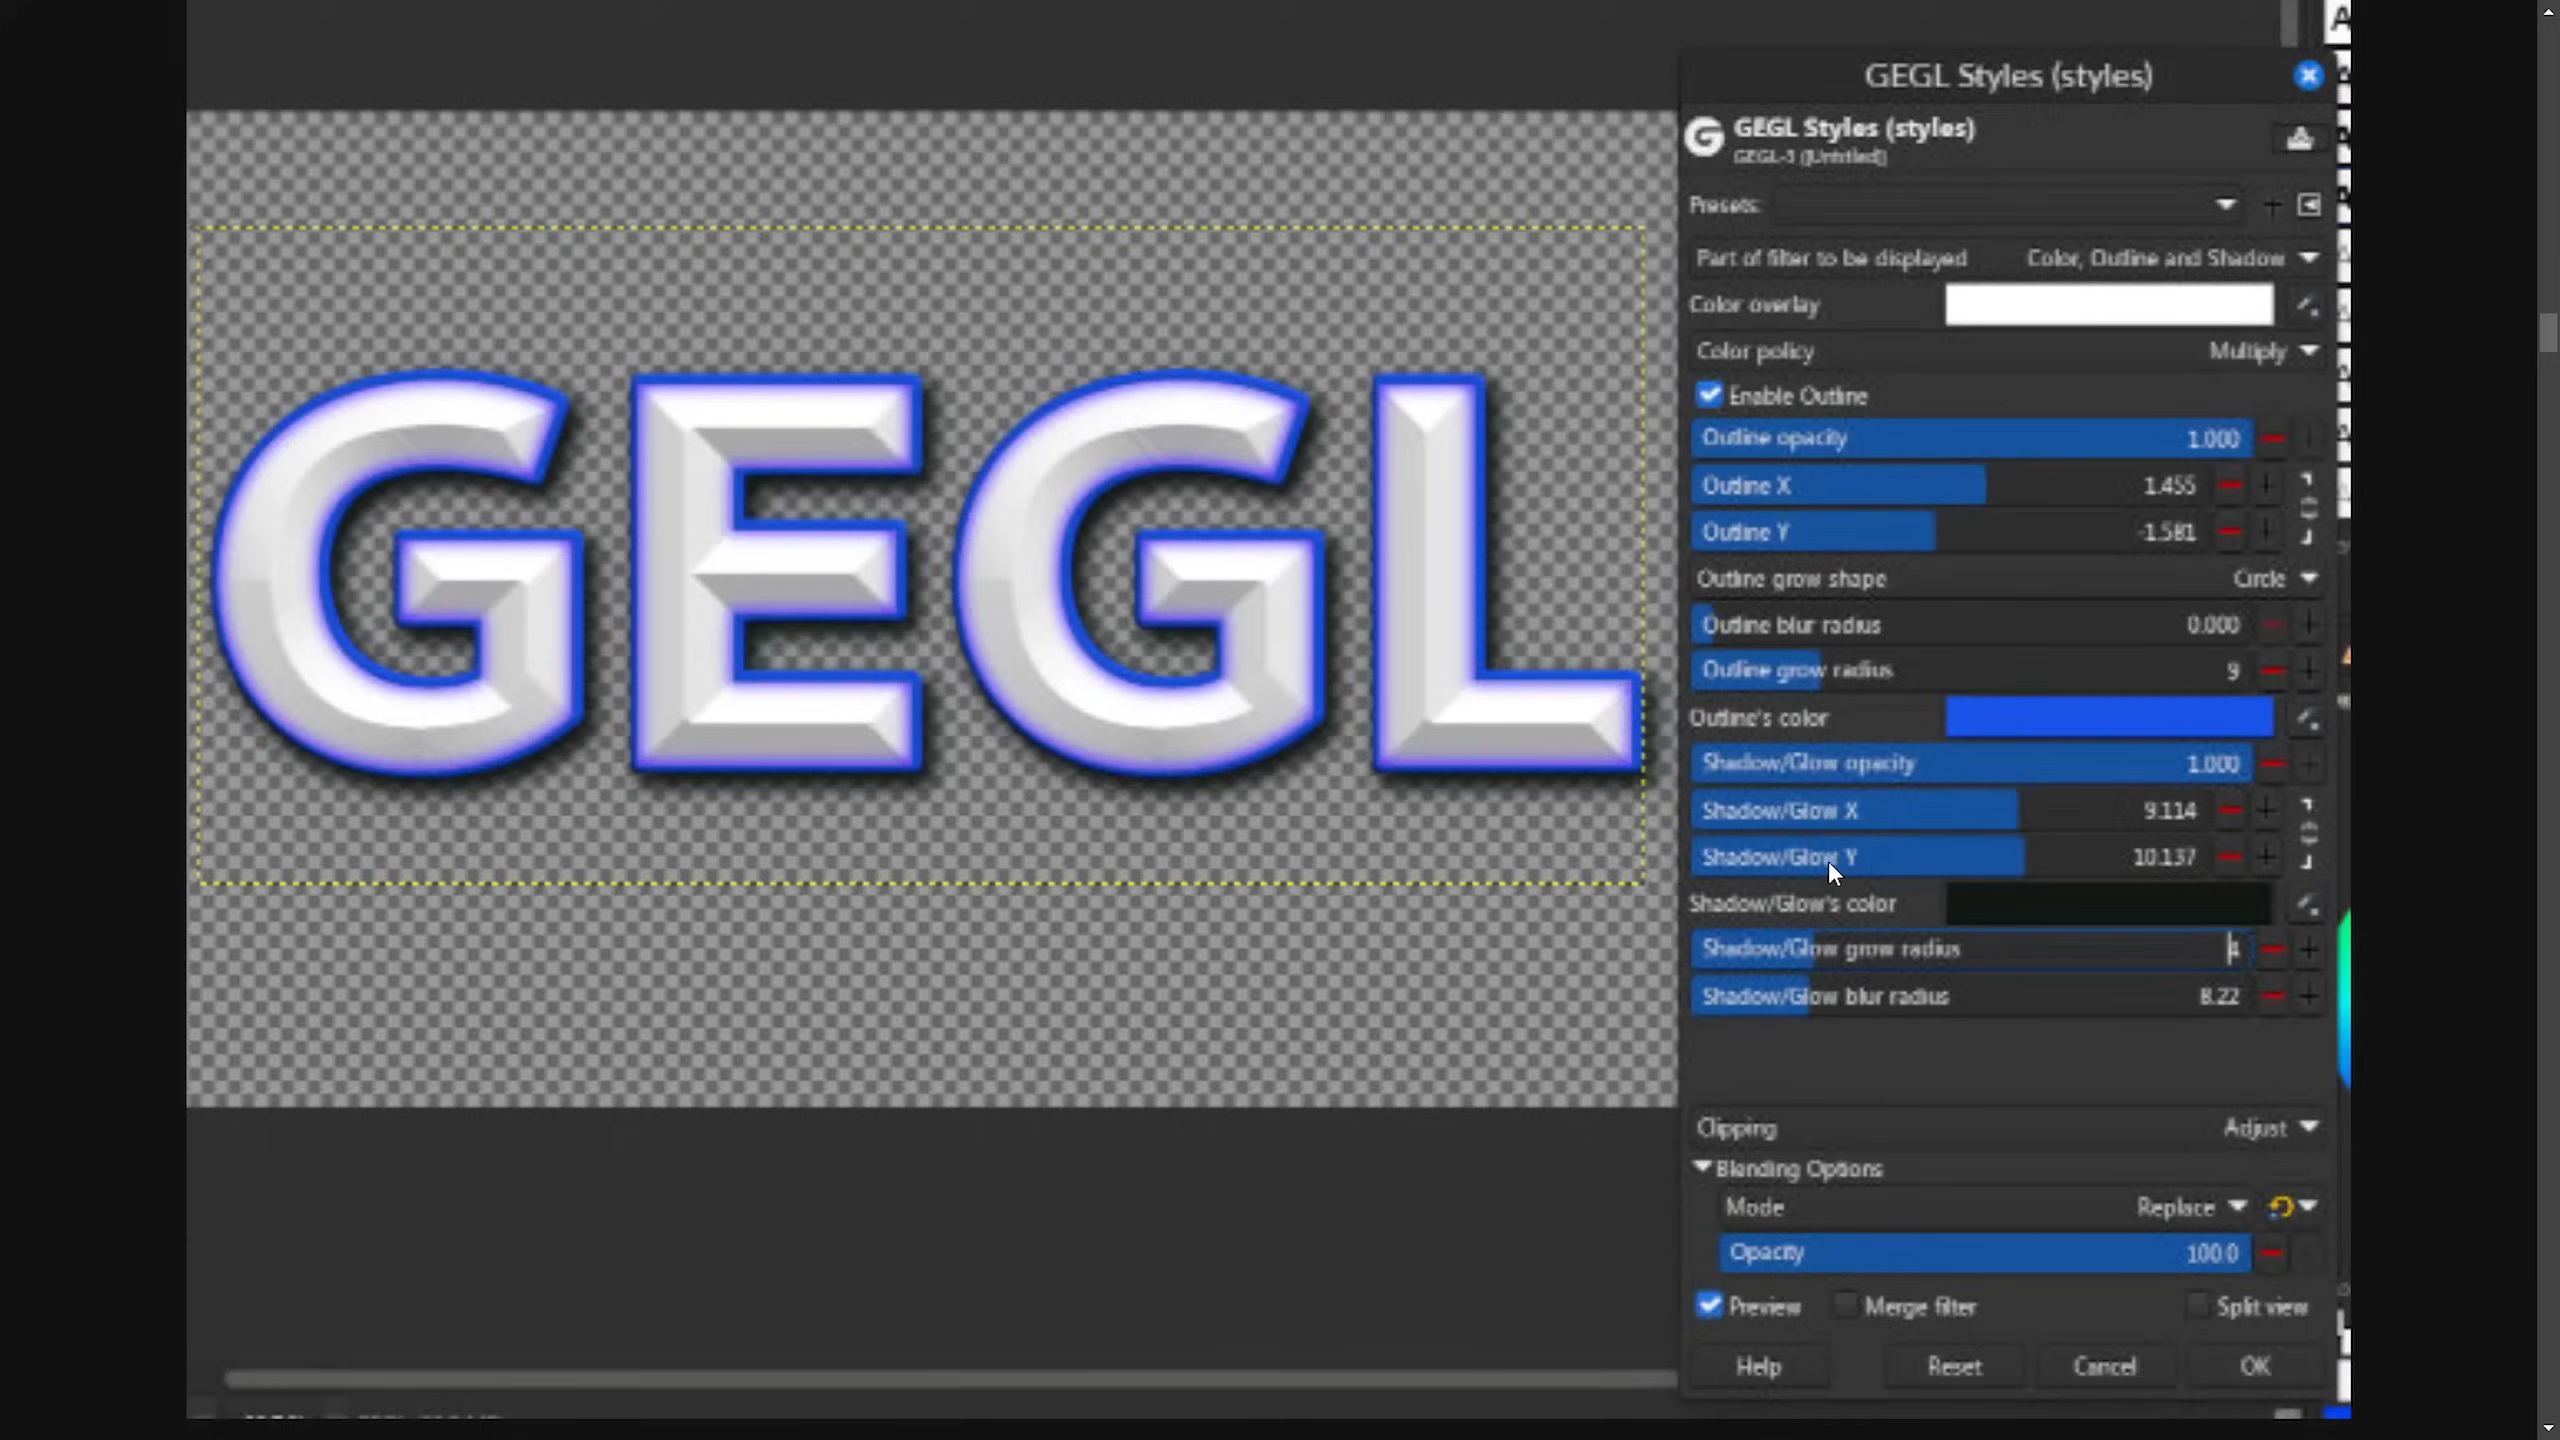 GEGL
GEGL Styles (styles)
GEGL Styles (styles)
GEGL-3 ([Untitled])
Presets:
Part of filter to be displayed Color, Outline and Shadow
Color overlay
Color policy Multiply
Enable Outline
Outline opacity 1.000
Outline X 1.455
Outline Y -1.581
Outline grow shape Circle
Outline blur radius 0.000
Outline grow radius 9
Outline's color
Shadow/Glow opacity 1.000
Shadow/Glow X 9.114
Shadow/Glow Y 10.137
Shadow/Glow's color
Shadow/Glow grow radius 4
Shadow/Glow blur radius 8.22
Clipping Adjust
Blending Options
Mode Replace
Opacity 100.0
Preview Merge filter Split view
Help Reset Cancel OK